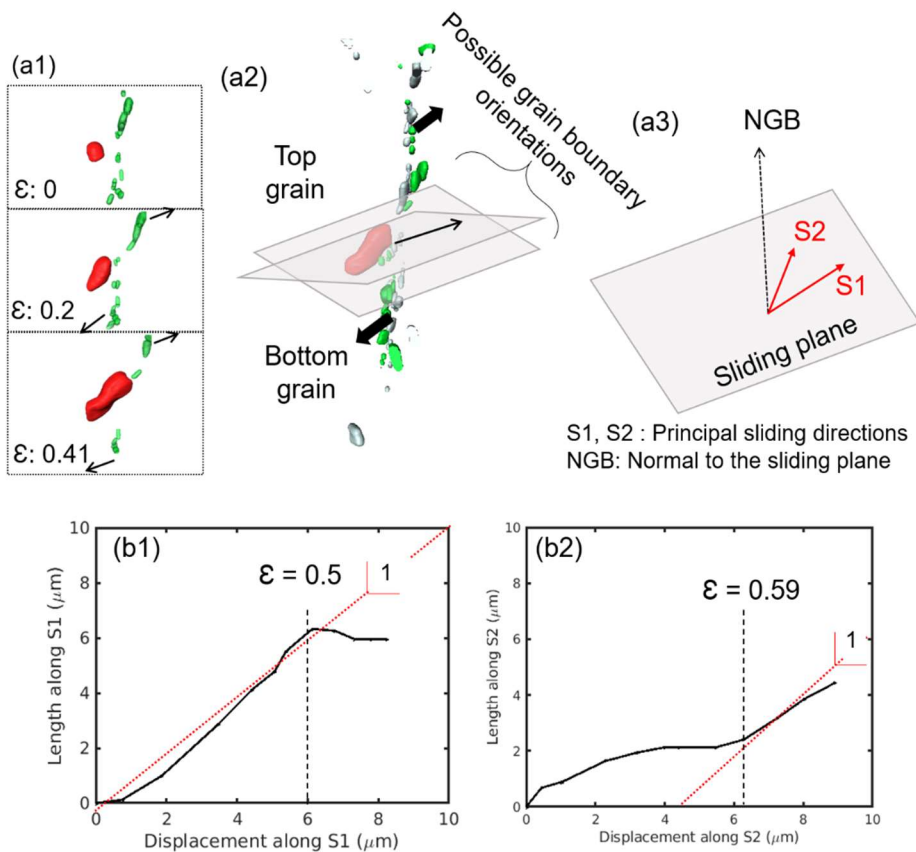 (a1)
Ɛ: 0
Ɛ: 0.2
Ɛ: 0.41
(a2)
Top
grain
Possible grain boundary
orientations
Bottom
grain
(a3)
NGB
S2
S1
Sliding plane
S1, S2 : Principal sliding directions
NGB: Normal to the sliding plane
(b1)
Ɛ = 0.5
1
10
8
6
4
2
0
Length along S1 (μm)
0 2 4 6 8 10
Displacement along S1 (μm)
(b2)
Ɛ = 0.59
1
10
8
6
4
2
0
Length along S2 (μm)
0 2 4 6 8 10
Displacement along S2 (μm)